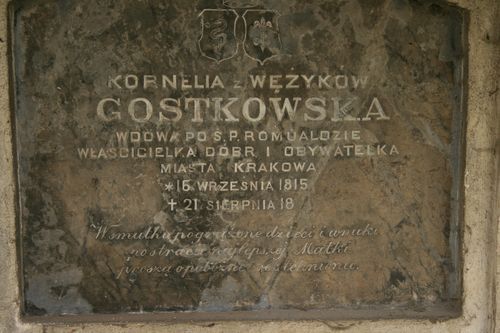 KORNELIA z WĘŻYKÓW
GOSTKOWSKA
WDOWA PO Ś.P. ROMUALDZIE
WŁAŚCICIELKA DÓBR I OBYWATELKA
MIASTA KRAKOWA
* 16 WRZEŚNIA 1815
† 21 SIERPNIA 18
W smutku pogrążone dzieci i wnuki
po stracie najlepszej Matki
proszą o pobożne westchnienie.